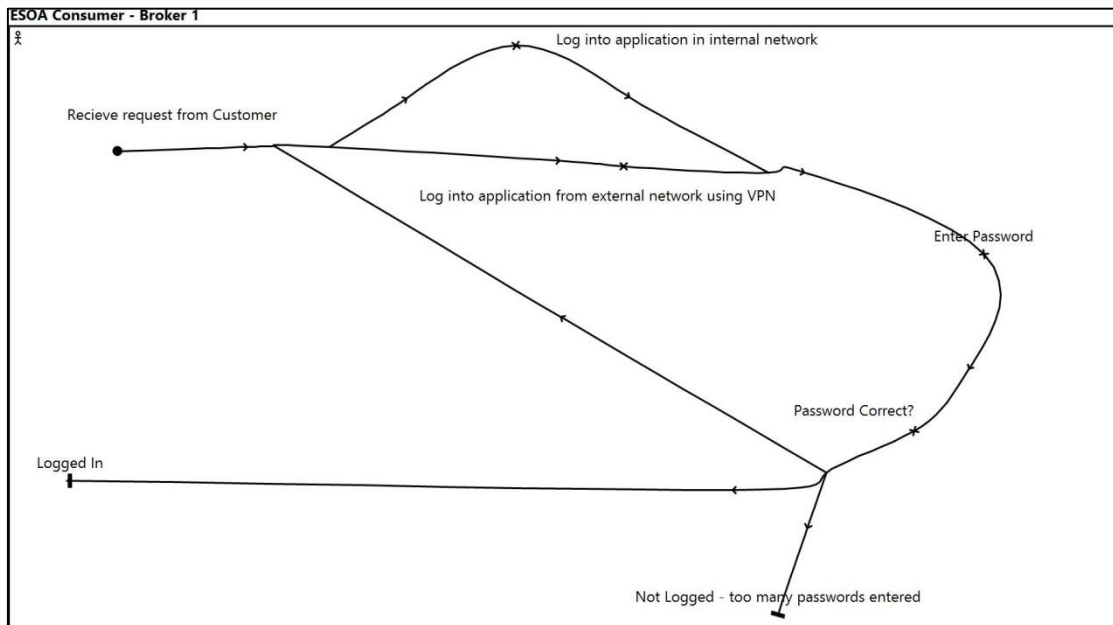 ESOA Consumer - Broker 1
Log into application in internal network
Recieve request from Customer
Log into application from external network using VPN
Enter Password
Password Correct?
Logged In
Not Logged - too many passwords entered